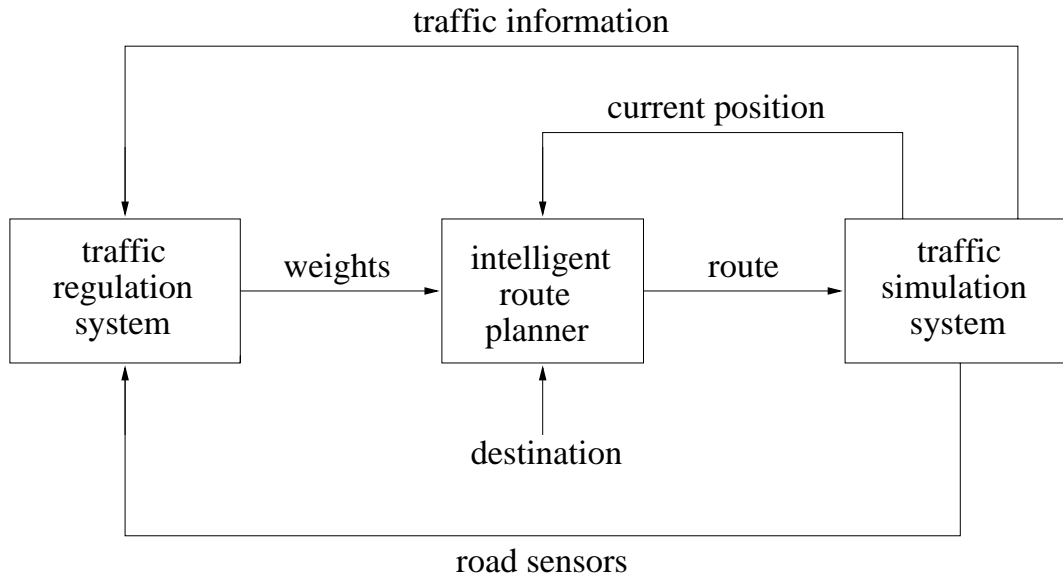 traffic information
current position
traffic
regulation
system
weights
intelligent
route
planner
route
traffic
simulation
system
destination
road sensors